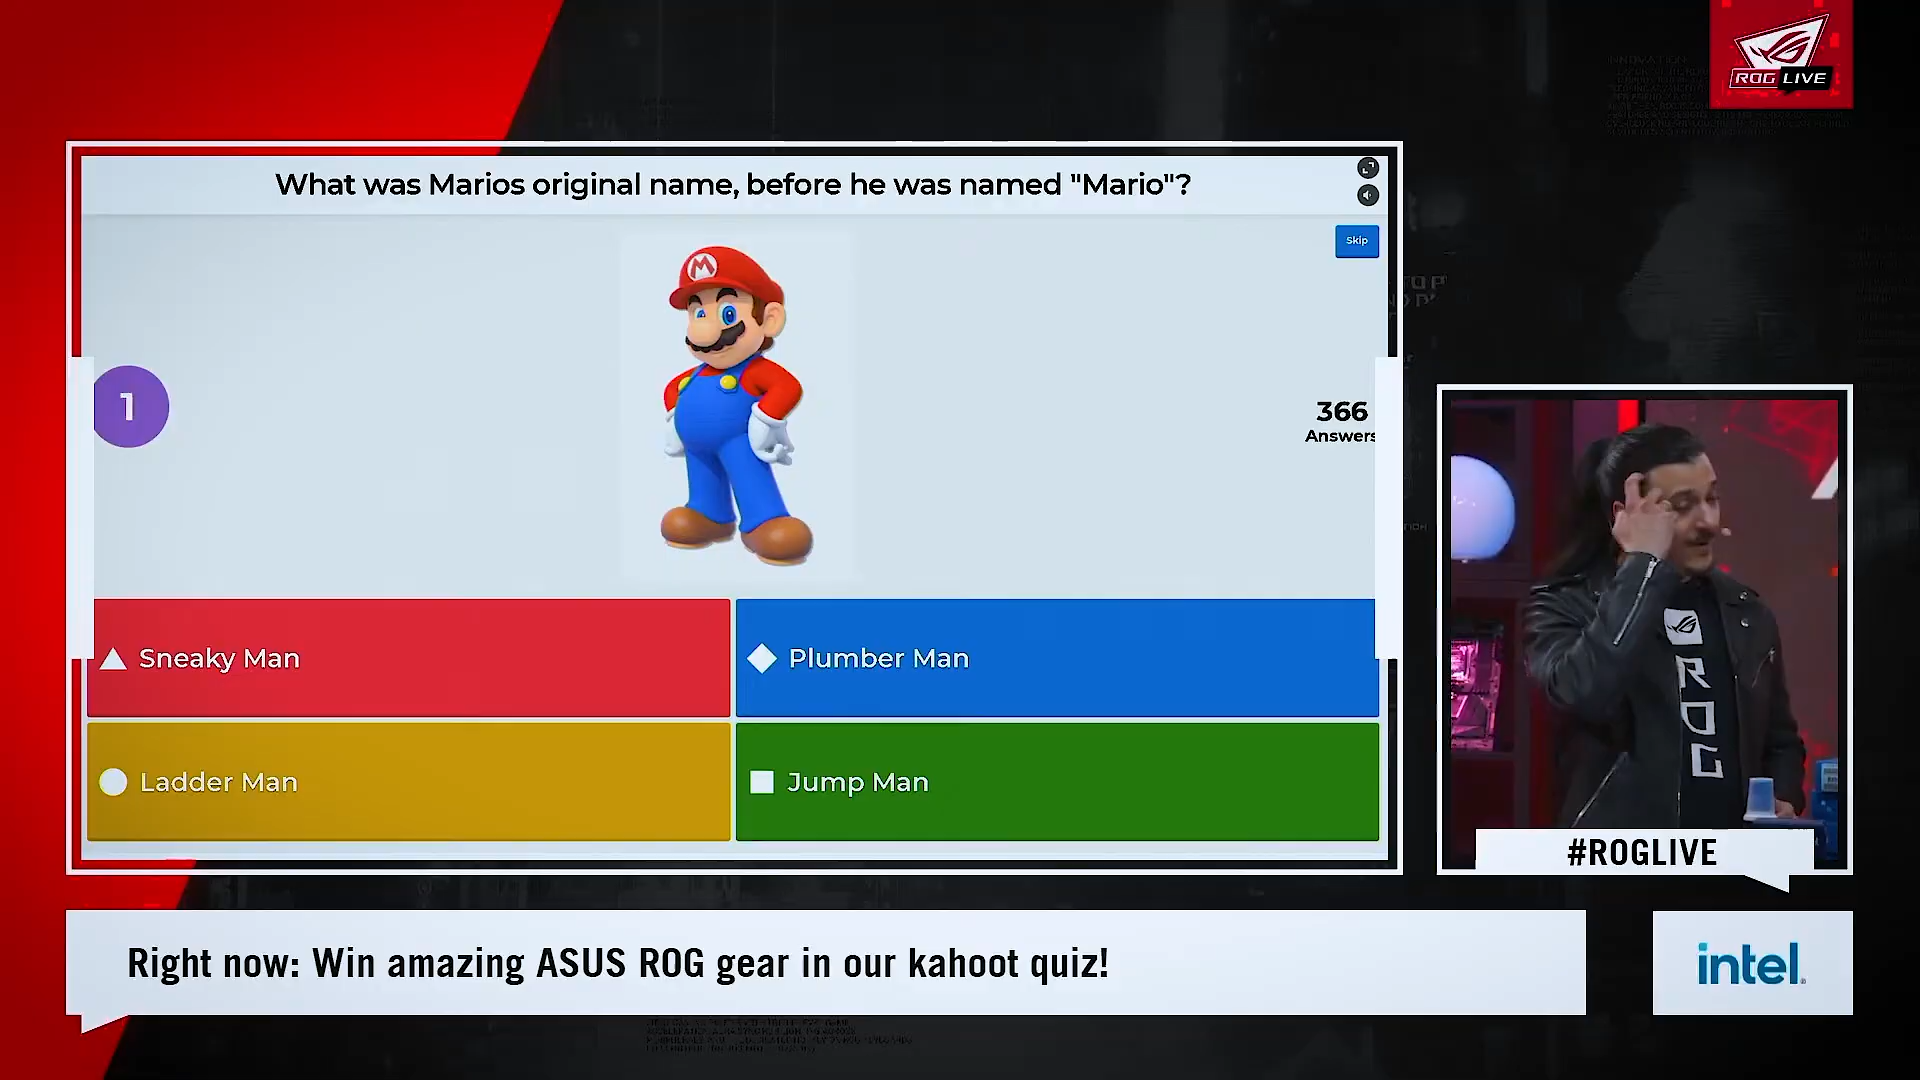 ROG LIVE
What was Marios original name, before he was named "Mario"?
Skip
M
1
366
Answers
Sneaky Man
Plumber Man
Ladder Man
Jump Man
ROG
#ROGLIVE
Right now: Win amazing ASUS ROG gear in our kahoot quiz!
intel.